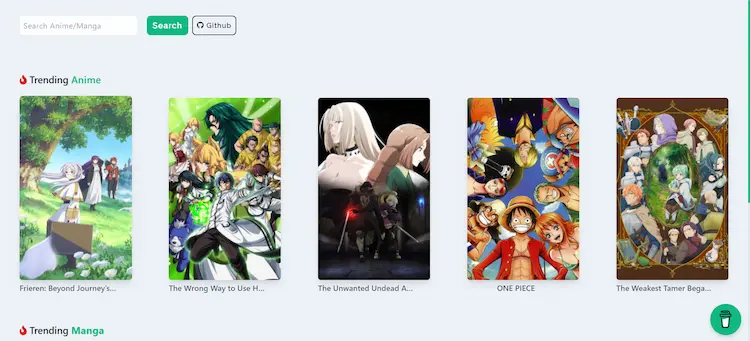 Search Anime/Manga
Search
Github
Trending Anime
Frieren: Beyond Journey's...
The Wrong Way to Use H...
The Unwanted Undead A...
ONE PIECE
The Weakest Tamer Bega...
Trending Manga